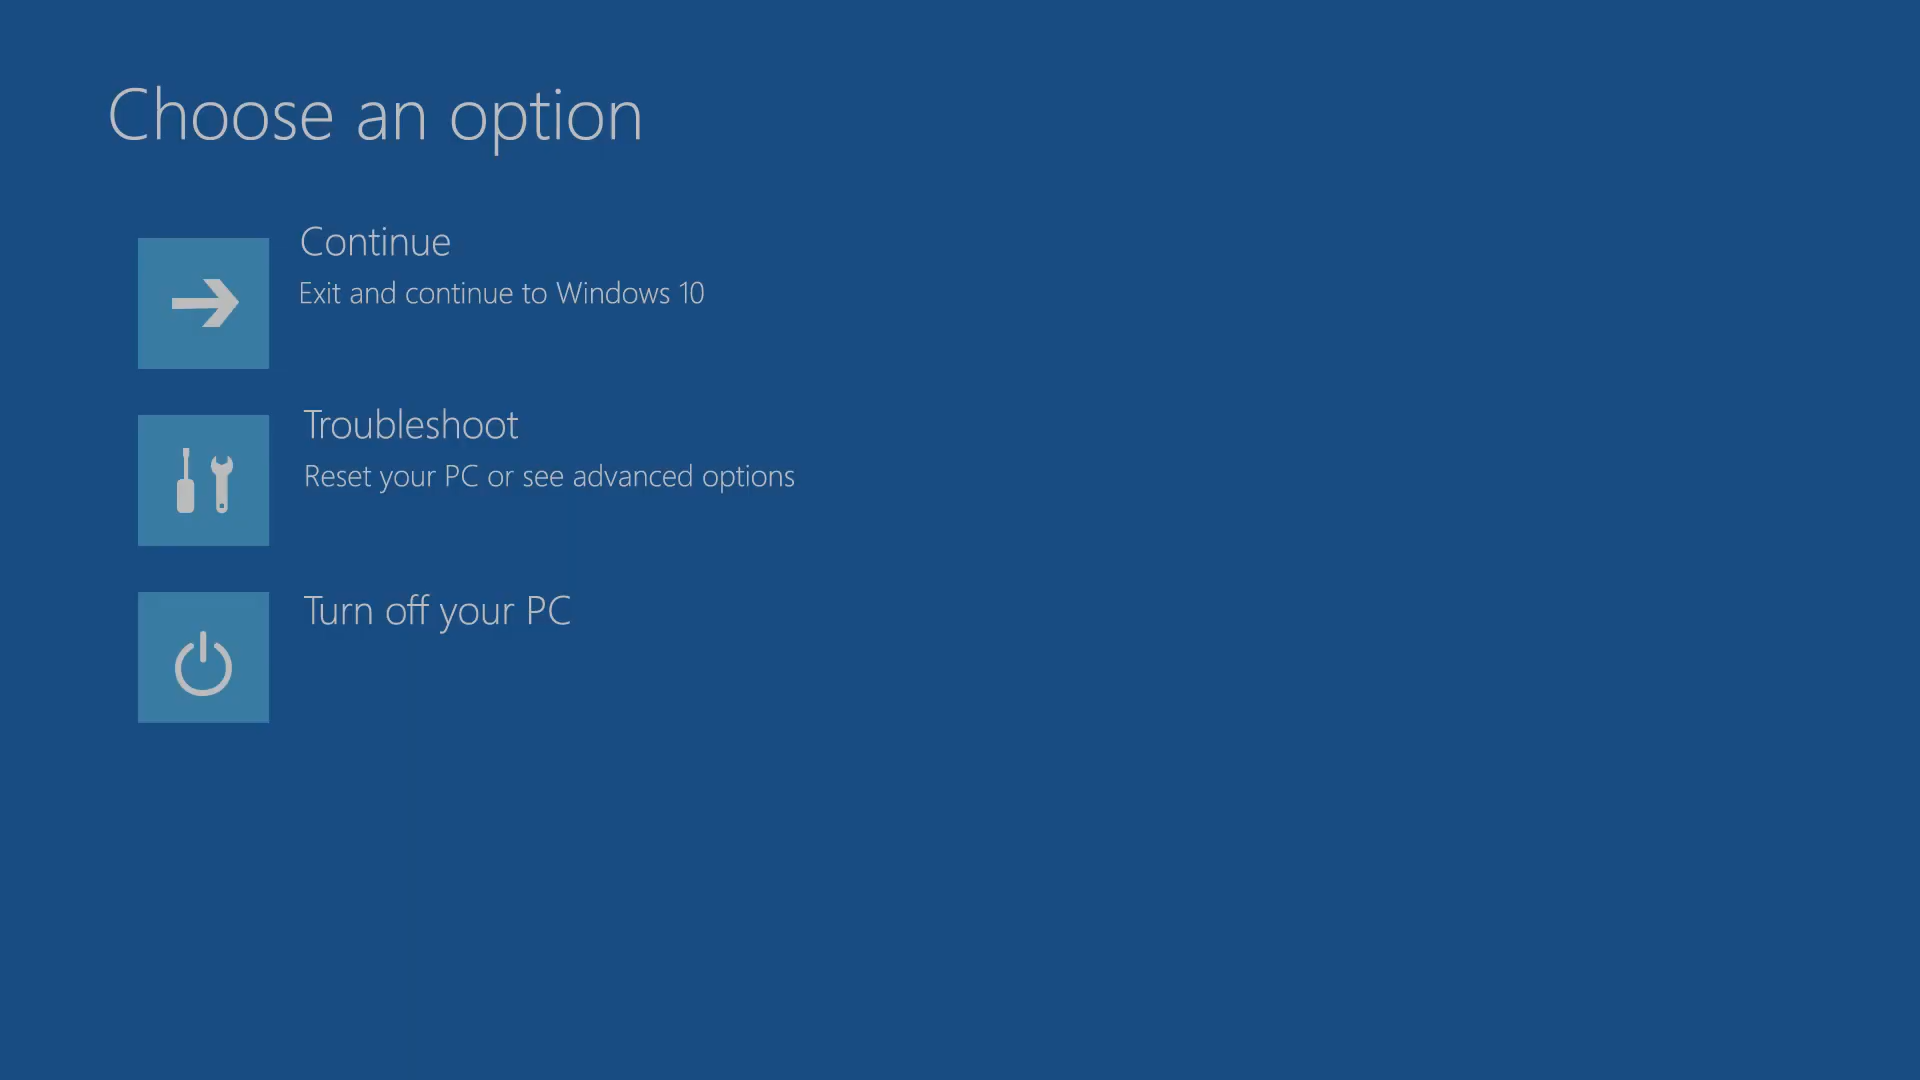 Choose an option
Continue
Exit and continue to Windows 10
Troubleshoot
Reset your PC or see advanced options
Turn off your PC